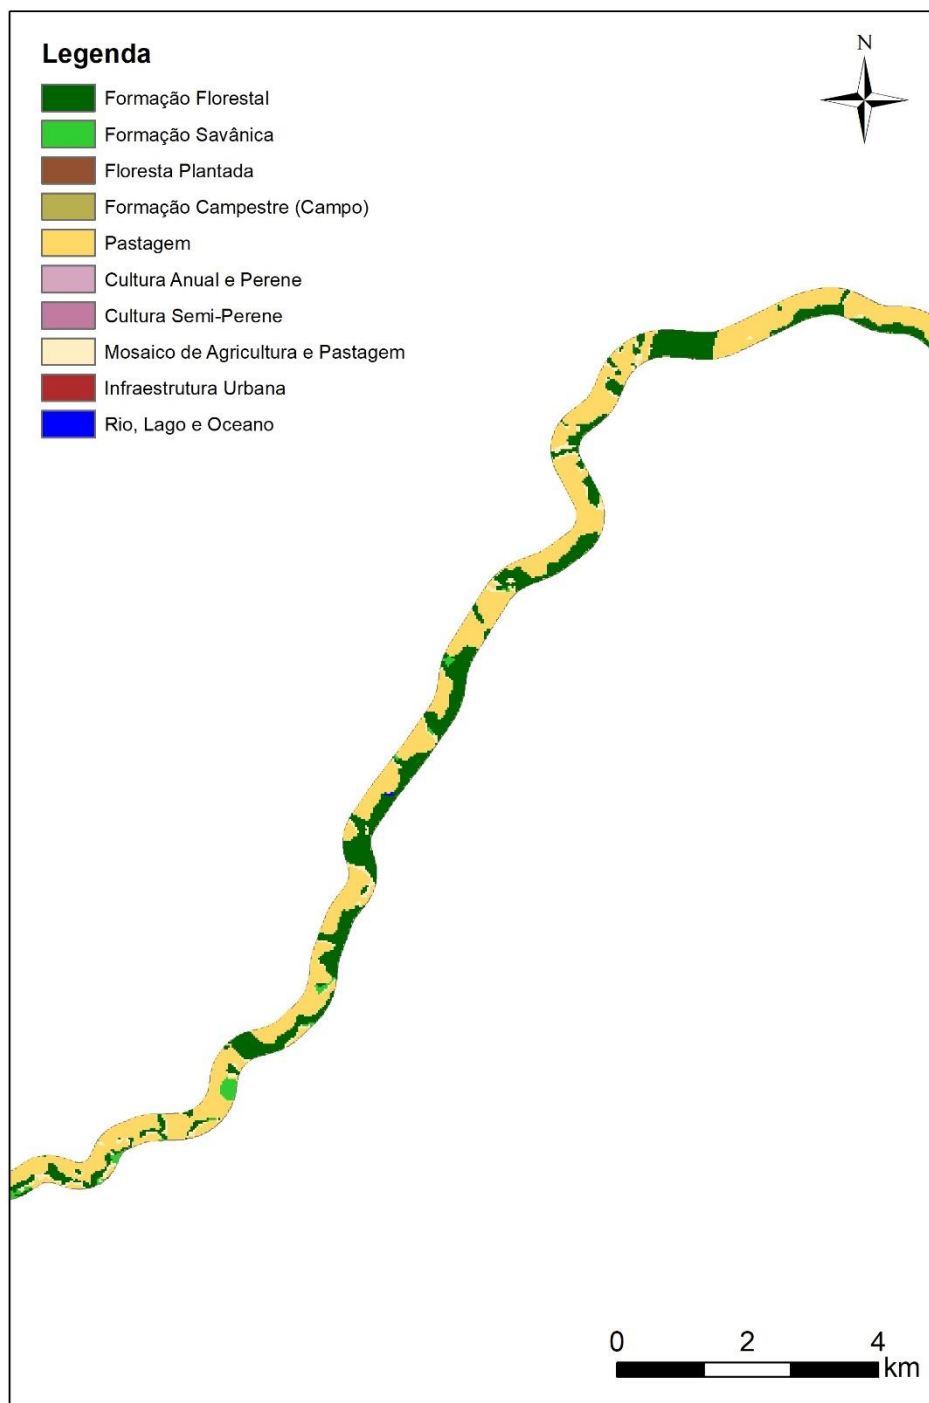 Legenda
N
Formação Florestal
Formação Savânica
Floresta Plantada
Formação Campestre (Campo)
Pastagem
Cultura Anual e Perene
Cultura Semi-Perene
Mosaico de Agricultura e Pastagem
Infraestrutura Urbana
Rio, Lago e Oceano
0 2 4
km